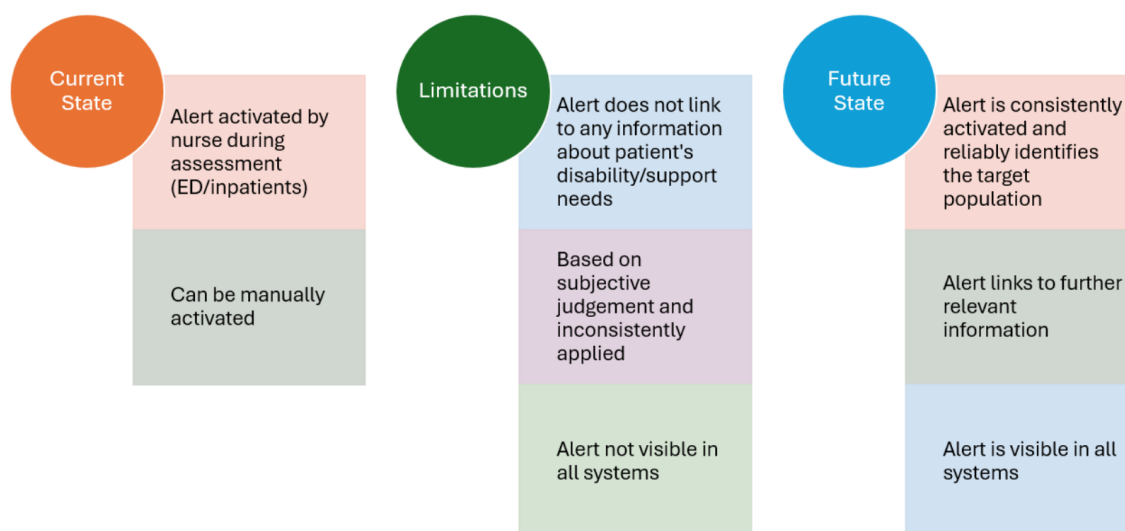 Current
State
Alert activated by
nurse during
assessment
(ED/inpatients)
Can be manually
activated
Limitations
Alert does not link
to any information
about patient's
disability/support
needs
Based on
subjective
judgement and
inconsistently
applied
Alert not visible in
all systems
Future
State
Alert is consistently
activated and
reliably identifies
the target
population
Alert links to further
relevant
information
Alert is visible in all
systems